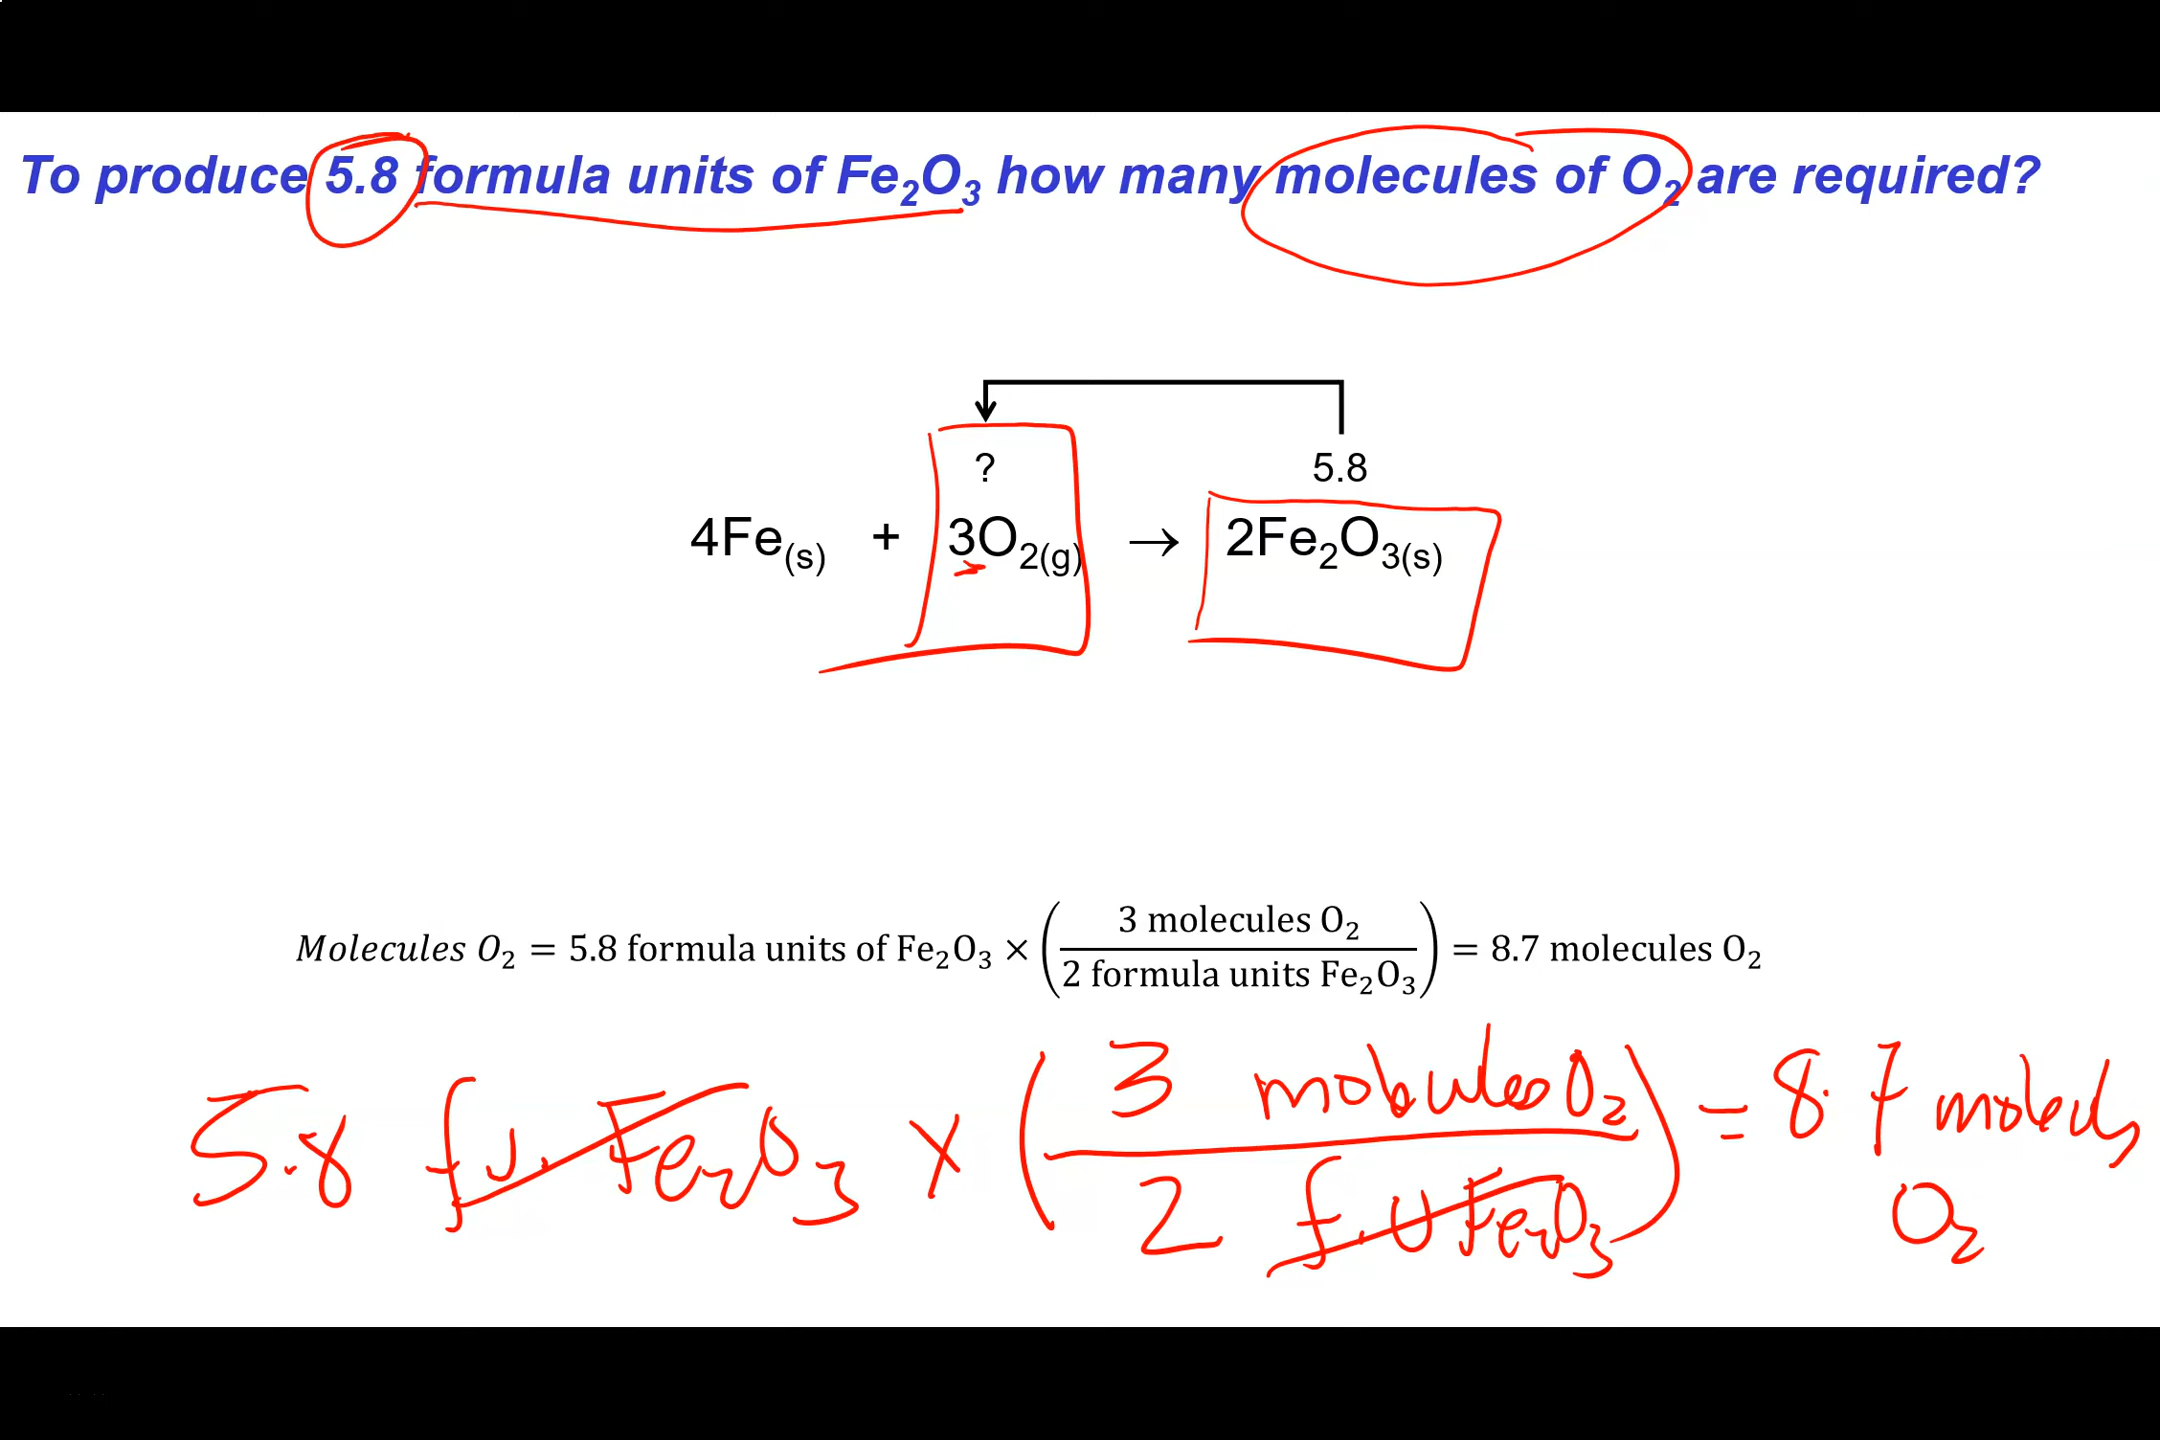 To produce 5.8 formula units of Fe₂O₃ how many molecules of O₂ are required?
? 5.8
4Fe(s) + 3O₂(g) → 2Fe₂O₃(s)
Molecules O₂ = 5.8 formula units of Fe₂O₃ × (3 molecules O₂ / 2 formula units Fe₂O₃) = 8.7 molecules O₂
5.8 f.u. Fe₂O₃ × (3 molecules O₂ / 2 f.u Fe₂O₃) = 8.7 molecules O₂